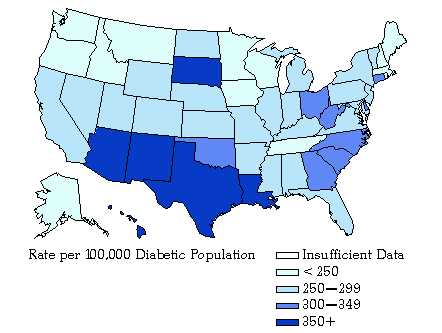 Rate per 100,000 Diabetic Population
Insufficient Data
< 250
250—299
300—349
350+